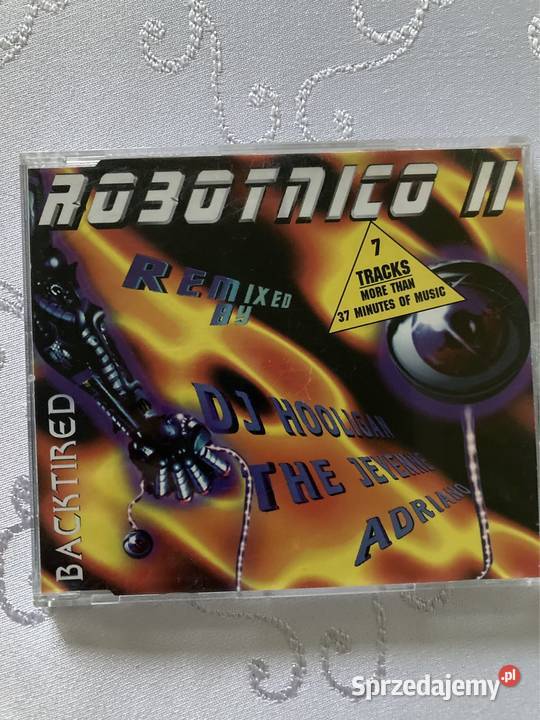 ROBOTNICO II
7
TRACKS
MORE THAN
37 MINUTES OF MUSIC
REMIXED
BY
DJ HOOLIGAN
THE JEYENNE
ADRIANO
BACKTIRED
Sprzedajemy.pl